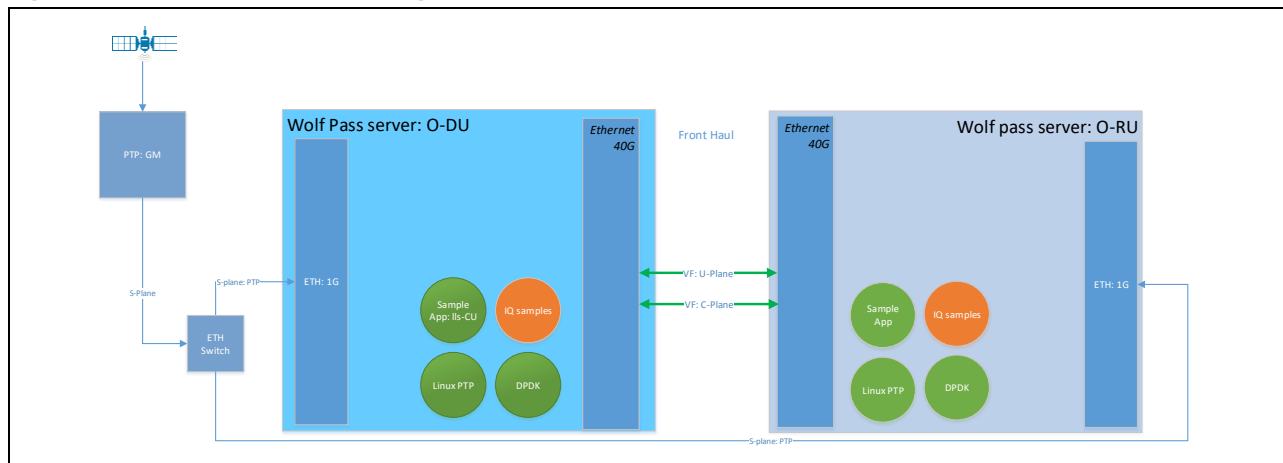 PTP: GM
S-Plane
ETH
Switch
S-plane: PTP
Wolf Pass server: O-DU
ETH: 1G
Ethernet
40G
Sample
App: lls-CU
IQ samples
Linux PTP
DPDK
Front Haul
VF: U-Plane
VF: C-Plane
Wolf pass server: O-RU
Ethernet
40G
Sample
App
IQ samples
Linux PTP
DPDK
ETH: 1G
S-plane: PTP